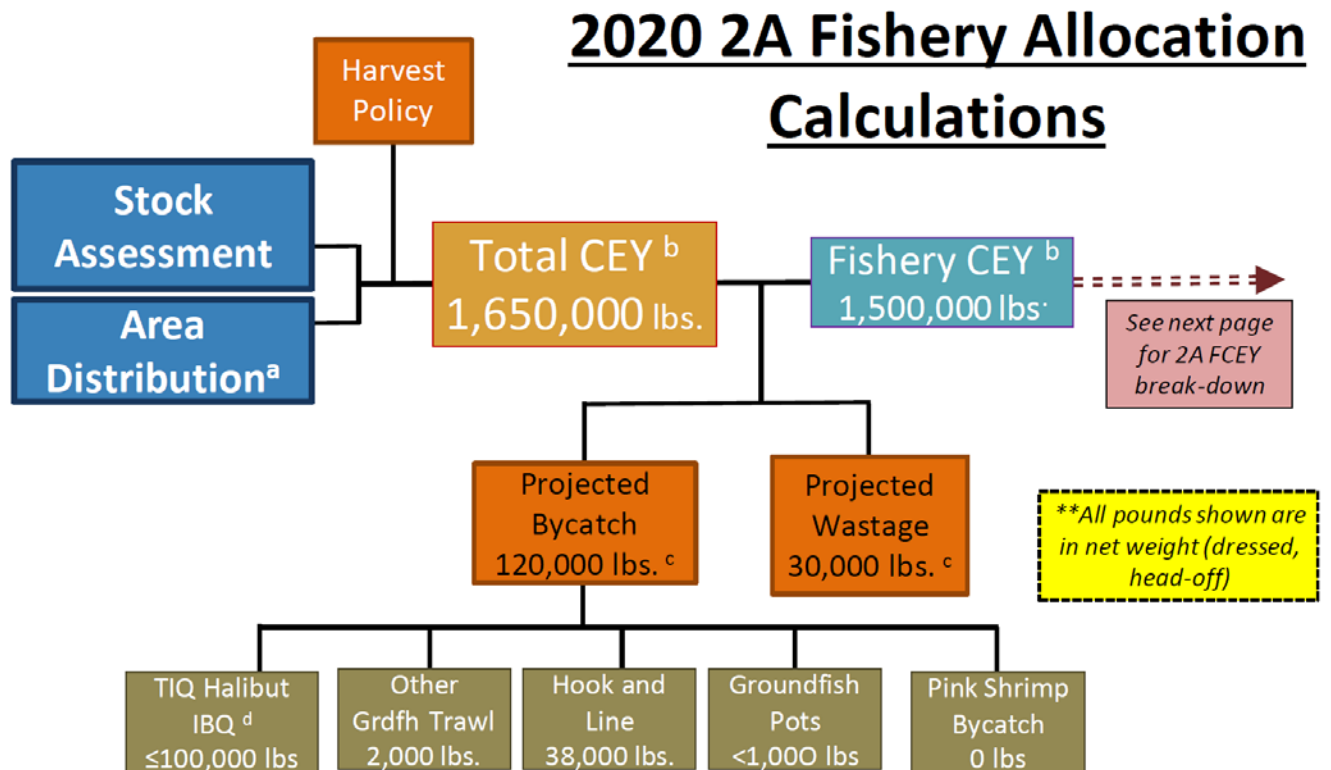 2020 2A Fishery Allocation
Calculations
Harvest
Policy
Stock
Assessment
Area
Distributionᵃ
Total CEY ᵇ
1,650,000 lbs.
Fishery CEY ᵇ
1,500,000 lbs.
See next page
for 2A FCEY
break-down
Projected
Bycatch
120,000 lbs. ᶜ
Projected
Wastage
30,000 lbs. ᶜ
**All pounds shown are
in net weight (dressed,
head-off)
TIQ Halibut
IBQ ᵈ
≤100,000 lbs
Other
Grdfh Trawl
2,000 lbs.
Hook and
Line
38,000 lbs.
Groundfish
Pots
<1,00O lbs
Pink Shrimp
Bycatch
0 lbs